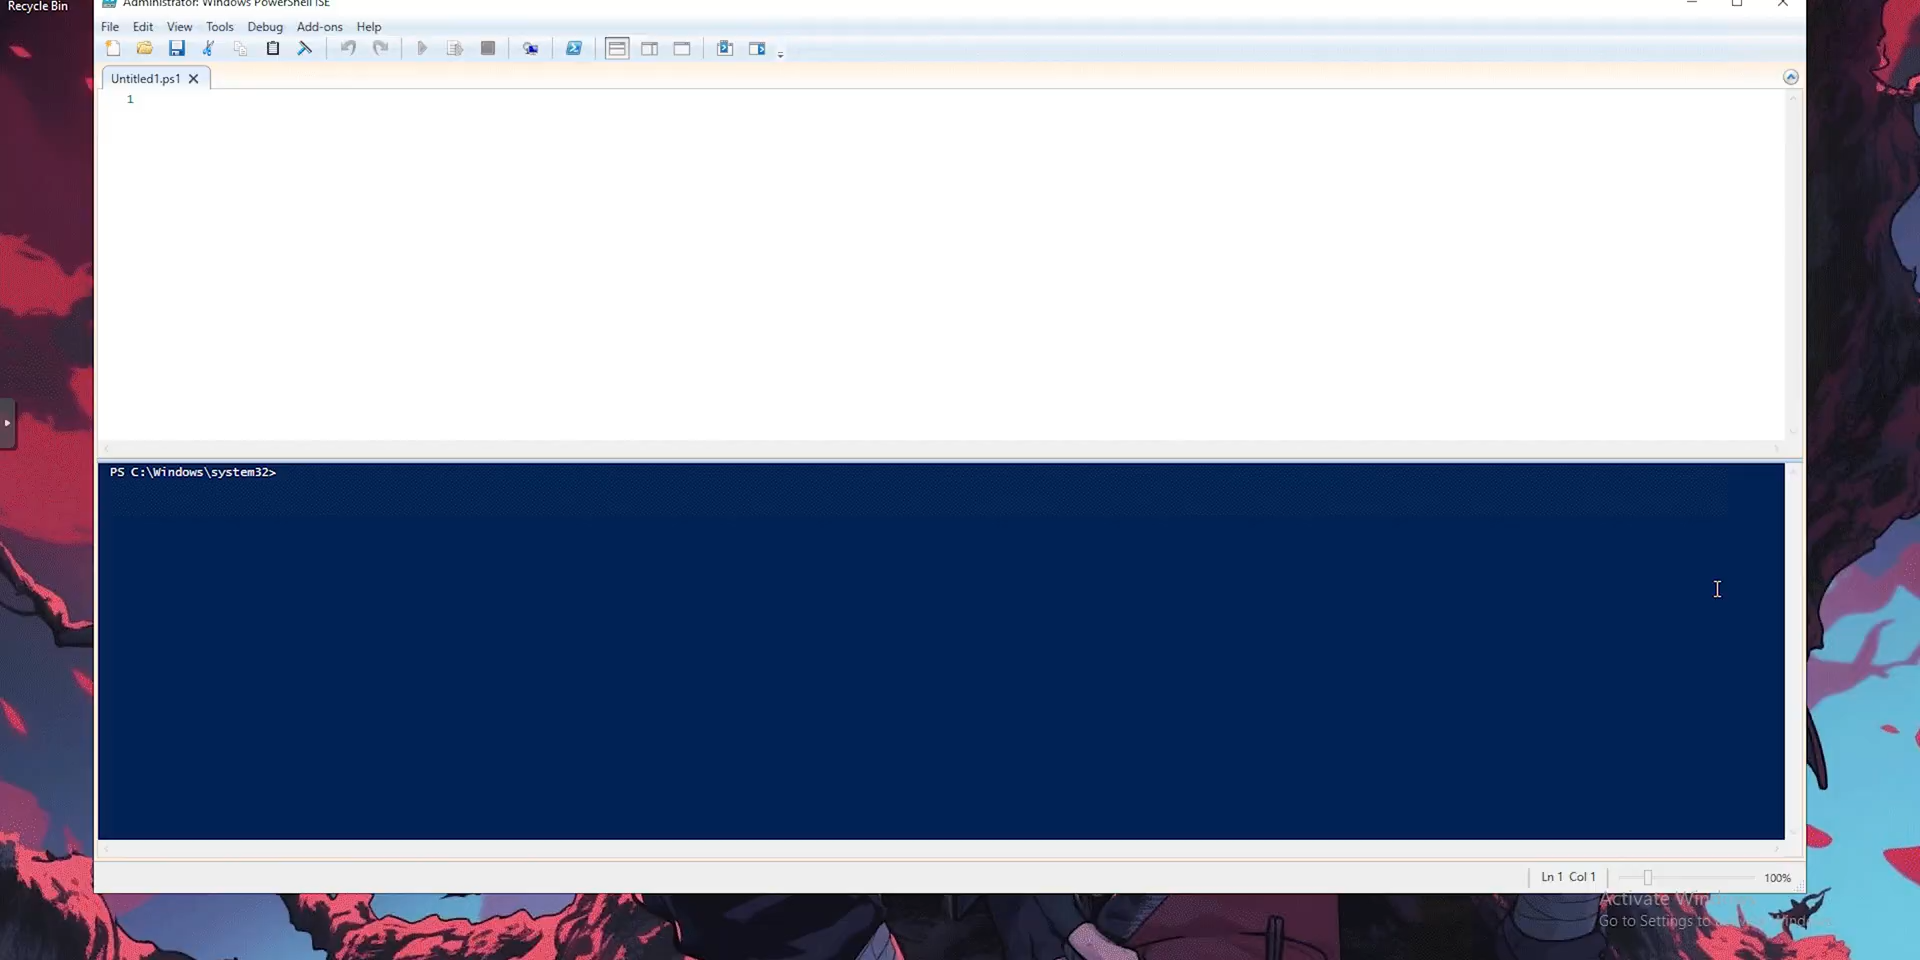 Recycle Bin
Administrator: Windows PowerShell ISE
File Edit View Tools Debug Add-ons Help
Untitled1.ps1
1
PS C:\Windows\system32>
Ln 1 Col 1
100%
Activate Windows
Go to Settings to